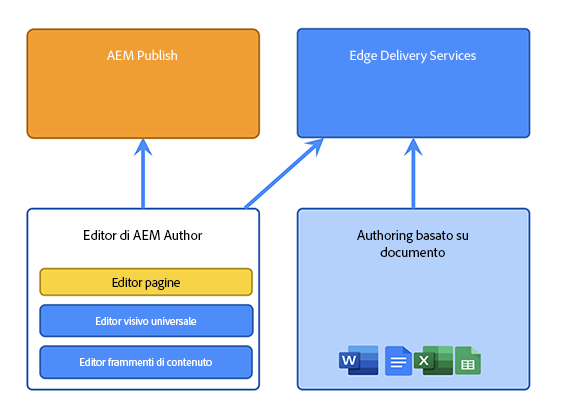 AEM Publish
Edge Delivery Services
Editor di AEM Author
Editor pagine
Editor visivo universale
Editor frammenti di contenuto
Authoring basato su
documento
W
X